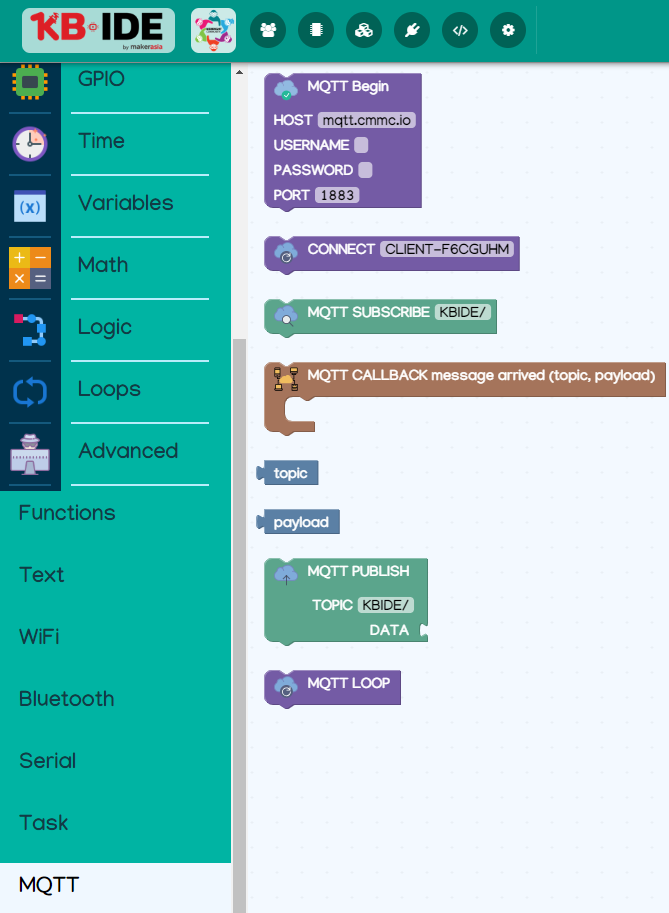 KB-IDE
by makerasia
GPIO
Time
Variables
Math
Logic
Loops
Advanced
Functions
Text
WiFi
Bluetooth
Serial
Task
MQTT
MQTT Begin
HOST mqtt.cmmc.io
USERNAME
PASSWORD
PORT 1883
CONNECT CLIENT-F6CGUHM
MQTT SUBSCRIBE KBIDE/
MQTT CALLBACK message arrived (topic, payload)
topic
payload
MQTT PUBLISH
TOPIC KBIDE/
DATA
MQTT LOOP